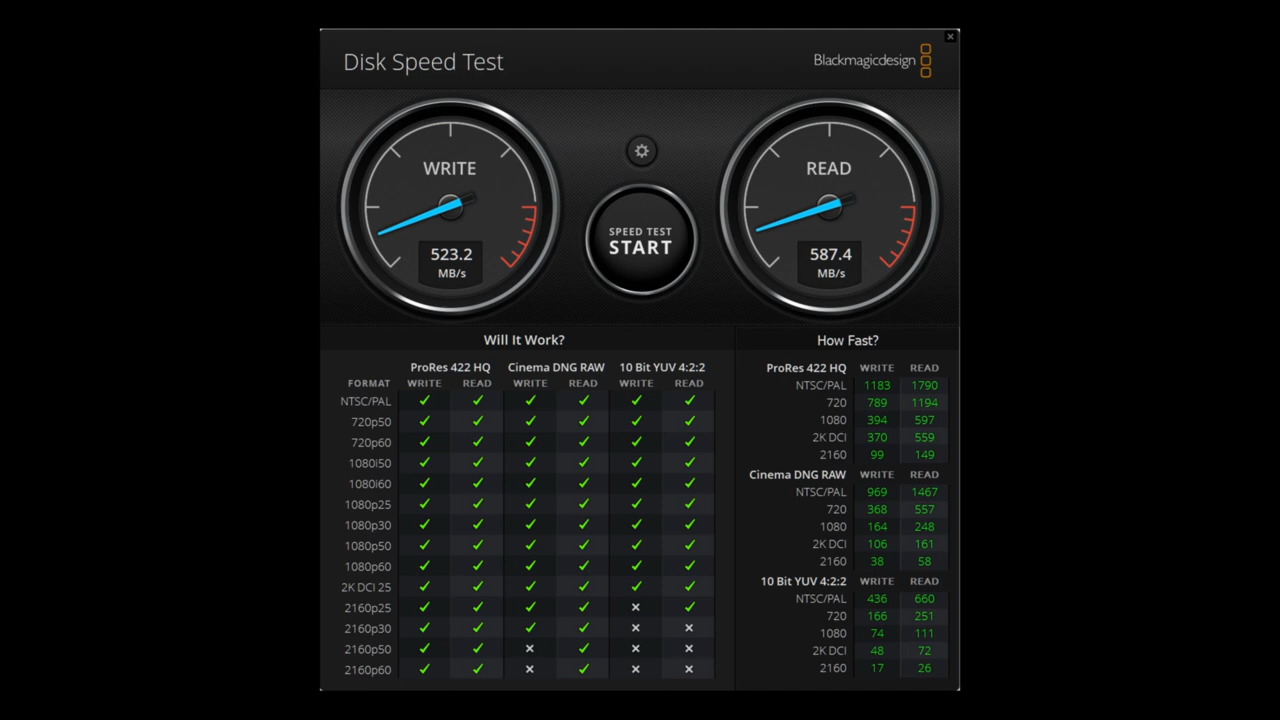 Disk Speed Test
Blackmagicdesign
WRITE
523.2
MB/s
SPEED TEST
START
READ
587.4
MB/s
Will It Work?
ProRes 422 HQ Cinema DNG RAW 10 Bit YUV 4:2:2
FORMAT WRITE READ WRITE READ WRITE READ
NTSC/PAL ✓ ✓ ✓ ✓ ✓ ✓
720p50 ✓ ✓ ✓ ✓ ✓ ✓
720p60 ✓ ✓ ✓ ✓ ✓ ✓
1080i50 ✓ ✓ ✓ ✓ ✓ ✓
1080i60 ✓ ✓ ✓ ✓ ✓ ✓
1080p25 ✓ ✓ ✓ ✓ ✓ ✓
1080p30 ✓ ✓ ✓ ✓ ✓ ✓
1080p50 ✓ ✓ ✓ ✓ ✓ ✓
1080p60 ✓ ✓ ✓ ✓ ✓ ✓
2K DCI 25 ✓ ✓ ✓ ✓ ✓ ✓
2160p25 ✓ ✓ ✓ ✓ × ✓
2160p30 ✓ ✓ ✓ ✓ × ×
2160p50 ✓ ✓ × ✓ × ×
2160p60 ✓ ✓ × ✓ × ×
How Fast?
ProRes 422 HQ WRITE READ
NTSC/PAL 1183 1790
720 789 1194
1080 394 597
2K DCI 370 559
2160 99 149
Cinema DNG RAW WRITE READ
NTSC/PAL 969 1467
720 368 557
1080 164 248
2K DCI 106 161
2160 38 58
10 Bit YUV 4:2:2 WRITE READ
NTSC/PAL 436 660
720 166 251
1080 74 111
2K DCI 48 72
2160 17 26